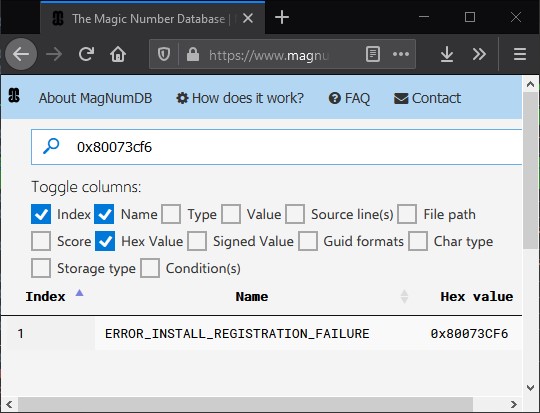 The Magic Number Database |
https://www.magnu
About MagNumDB How does it work? FAQ Contact
0x80073cf6
Toggle columns:
Index Name Type Value Source line(s) File path
Score Hex Value Signed Value Guid formats Char type
Storage type Condition(s)
Index Name Hex value
1 ERROR_INSTALL_REGISTRATION_FAILURE 0x80073CF6